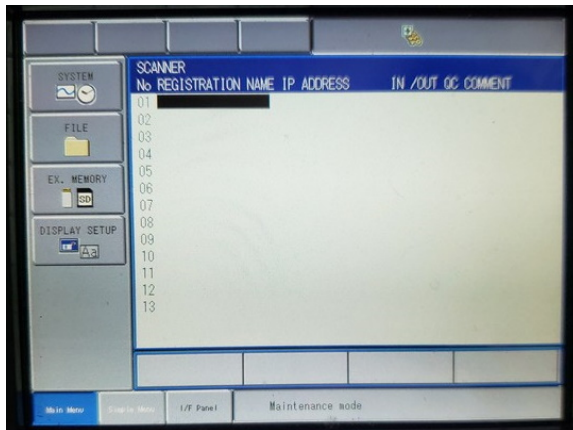 SYSTEM
FILE
EX. MEMORY
SD
DISPLAY SETUP
Aa
SCANNER
No REGISTRATION NAME IP ADDRESS IN /OUT QC COMMENT
01
02
03
04
05
06
07
08
09
10
11
12
13
Main Menu Simple Menu I/F Panel Maintenance mode